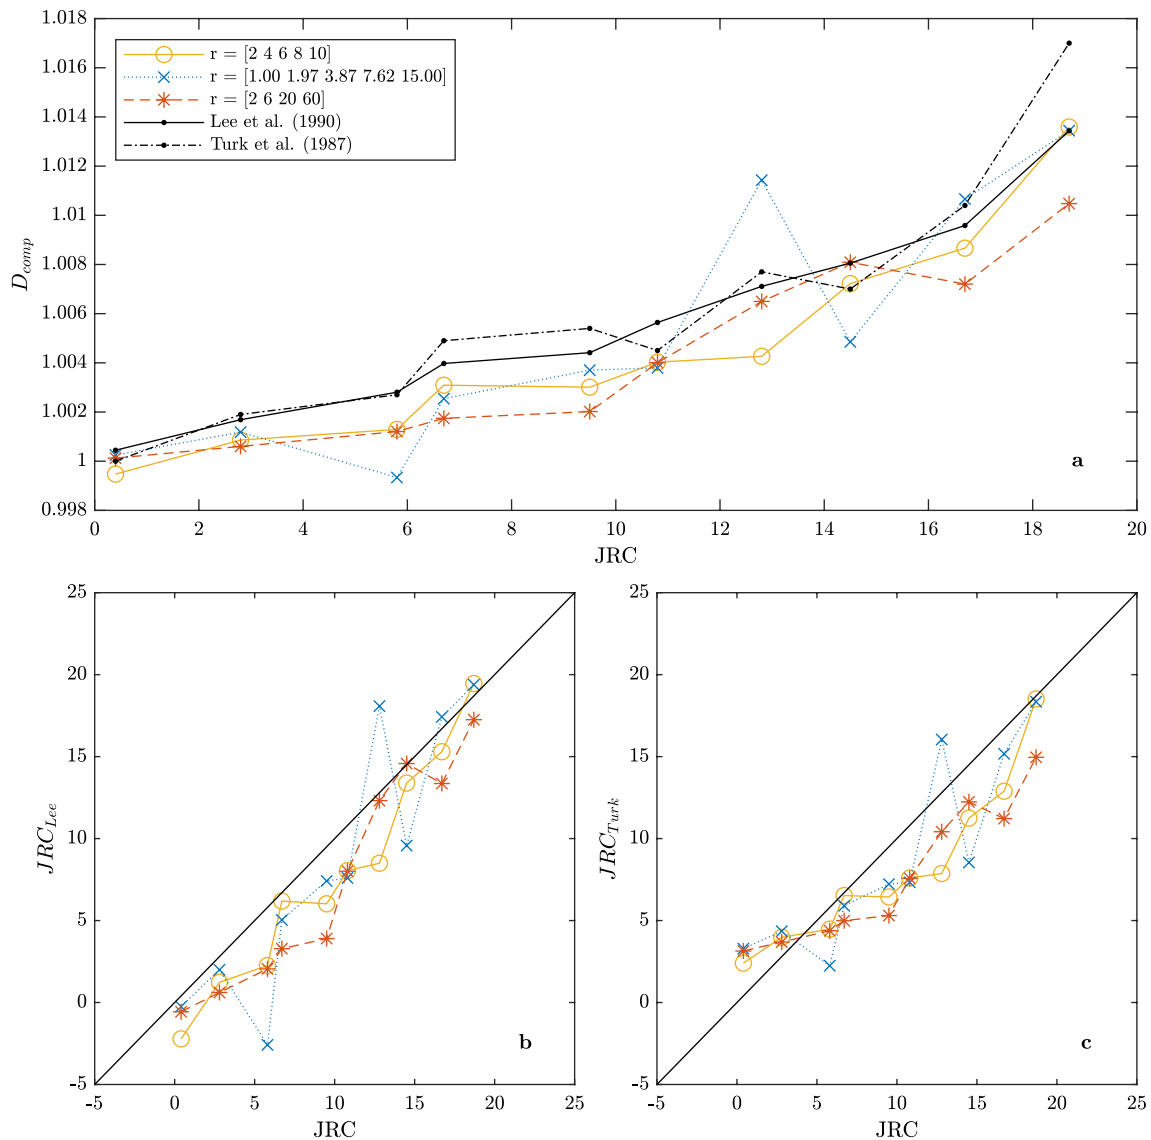 1.018
1.016
1.014
1.012
1.01
1.008
1.006
1.004
1.002
1
0.998
D_comp
r = [2 4 6 8 10]
r = [1.00 1.97 3.87 7.62 15.00]
r = [2 6 20 60]
Lee et al. (1990)
Turk et al. (1987)
a
0 2 4 6 8 10 12 14 16 18 20
JRC
25
20
15
10
5
0
-5
JRC_Lee
b
-5 0 5 10 15 20 25
JRC
25
20
15
10
5
0
-5
JRC_Turk
c
-5 0 5 10 15 20 25
JRC